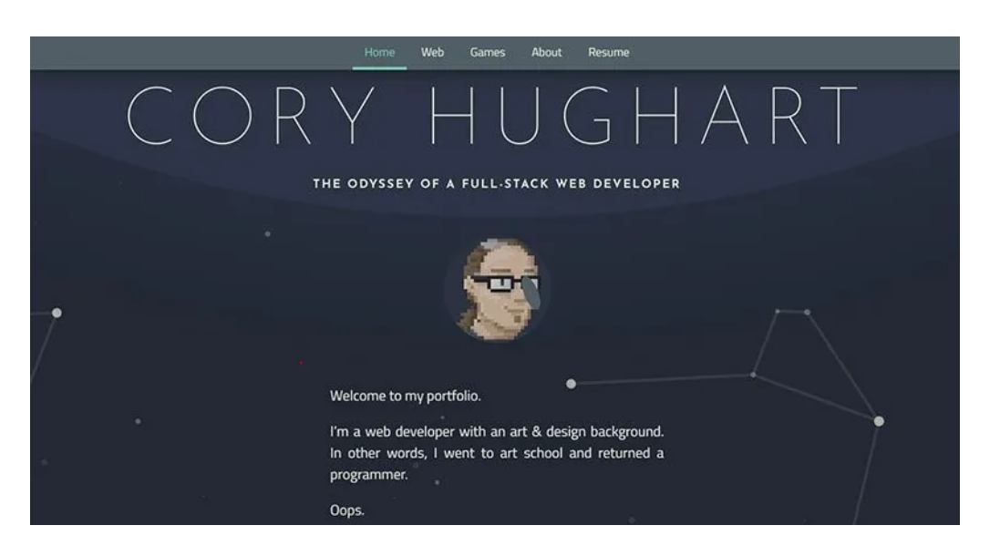 Home Web Games About Resume
CORY HUGHART
THE ODYSSEY OF A FULL-STACK WEB DEVELOPER
Welcome to my portfolio.
I'm a web developer with an art & design background.
In other words, I went to art school and returned a
programmer.
Oops.